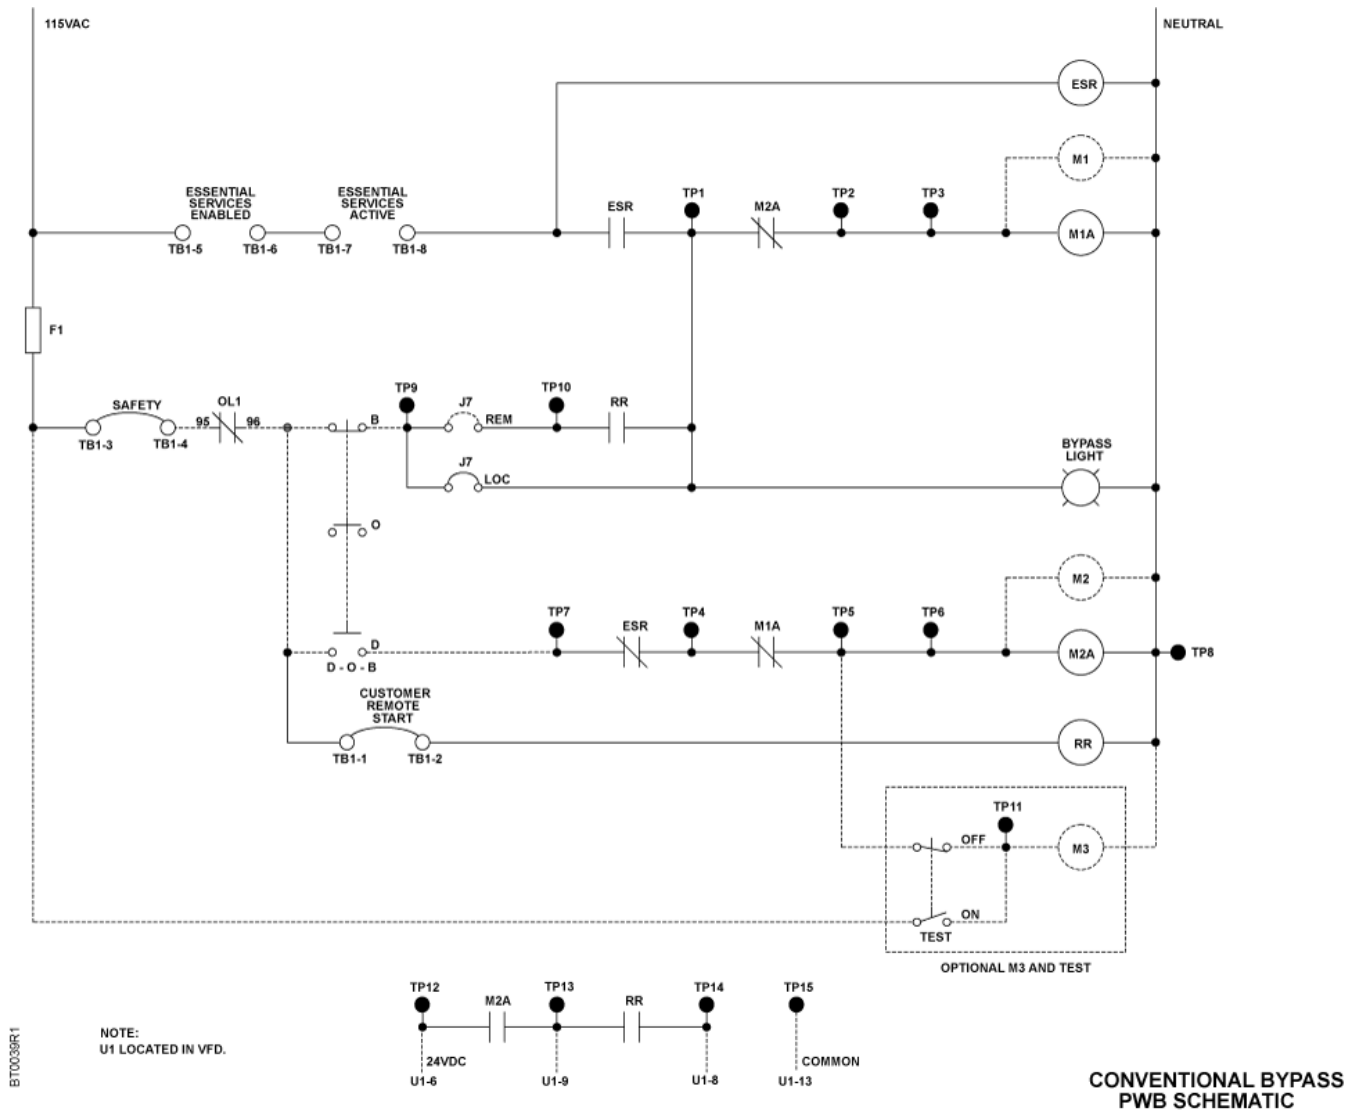 115VAC
NEUTRAL
ESR
M1
ESSENTIAL
SERVICES
ENABLED
ESSENTIAL
SERVICES
ACTIVE
ESR
TP1
M2A
TP2
TP3
TB1-5
TB1-6
TB1-7
TB1-8
M1A
F1
SAFETY
OL1
95
96
TB1-3
TB1-4
B
TP9
J7
REM
TP10
RR
J7
LOC
BYPASS
LIGHT
O
M2
D
D - O - B
TP7
ESR
TP4
M1A
TP5
TP6
M2A
TP8
CUSTOMER
REMOTE
START
TB1-1
TB1-2
RR
TP11
OFF
M3
ON
TEST
OPTIONAL M3 AND TEST
TP12
M2A
TP13
RR
TP14
TP15
24VDC
COMMON
U1-6
U1-9
U1-8
U1-13
NOTE:
U1 LOCATED IN VFD.
BT0039R1
CONVENTIONAL BYPASS
PWB SCHEMATIC